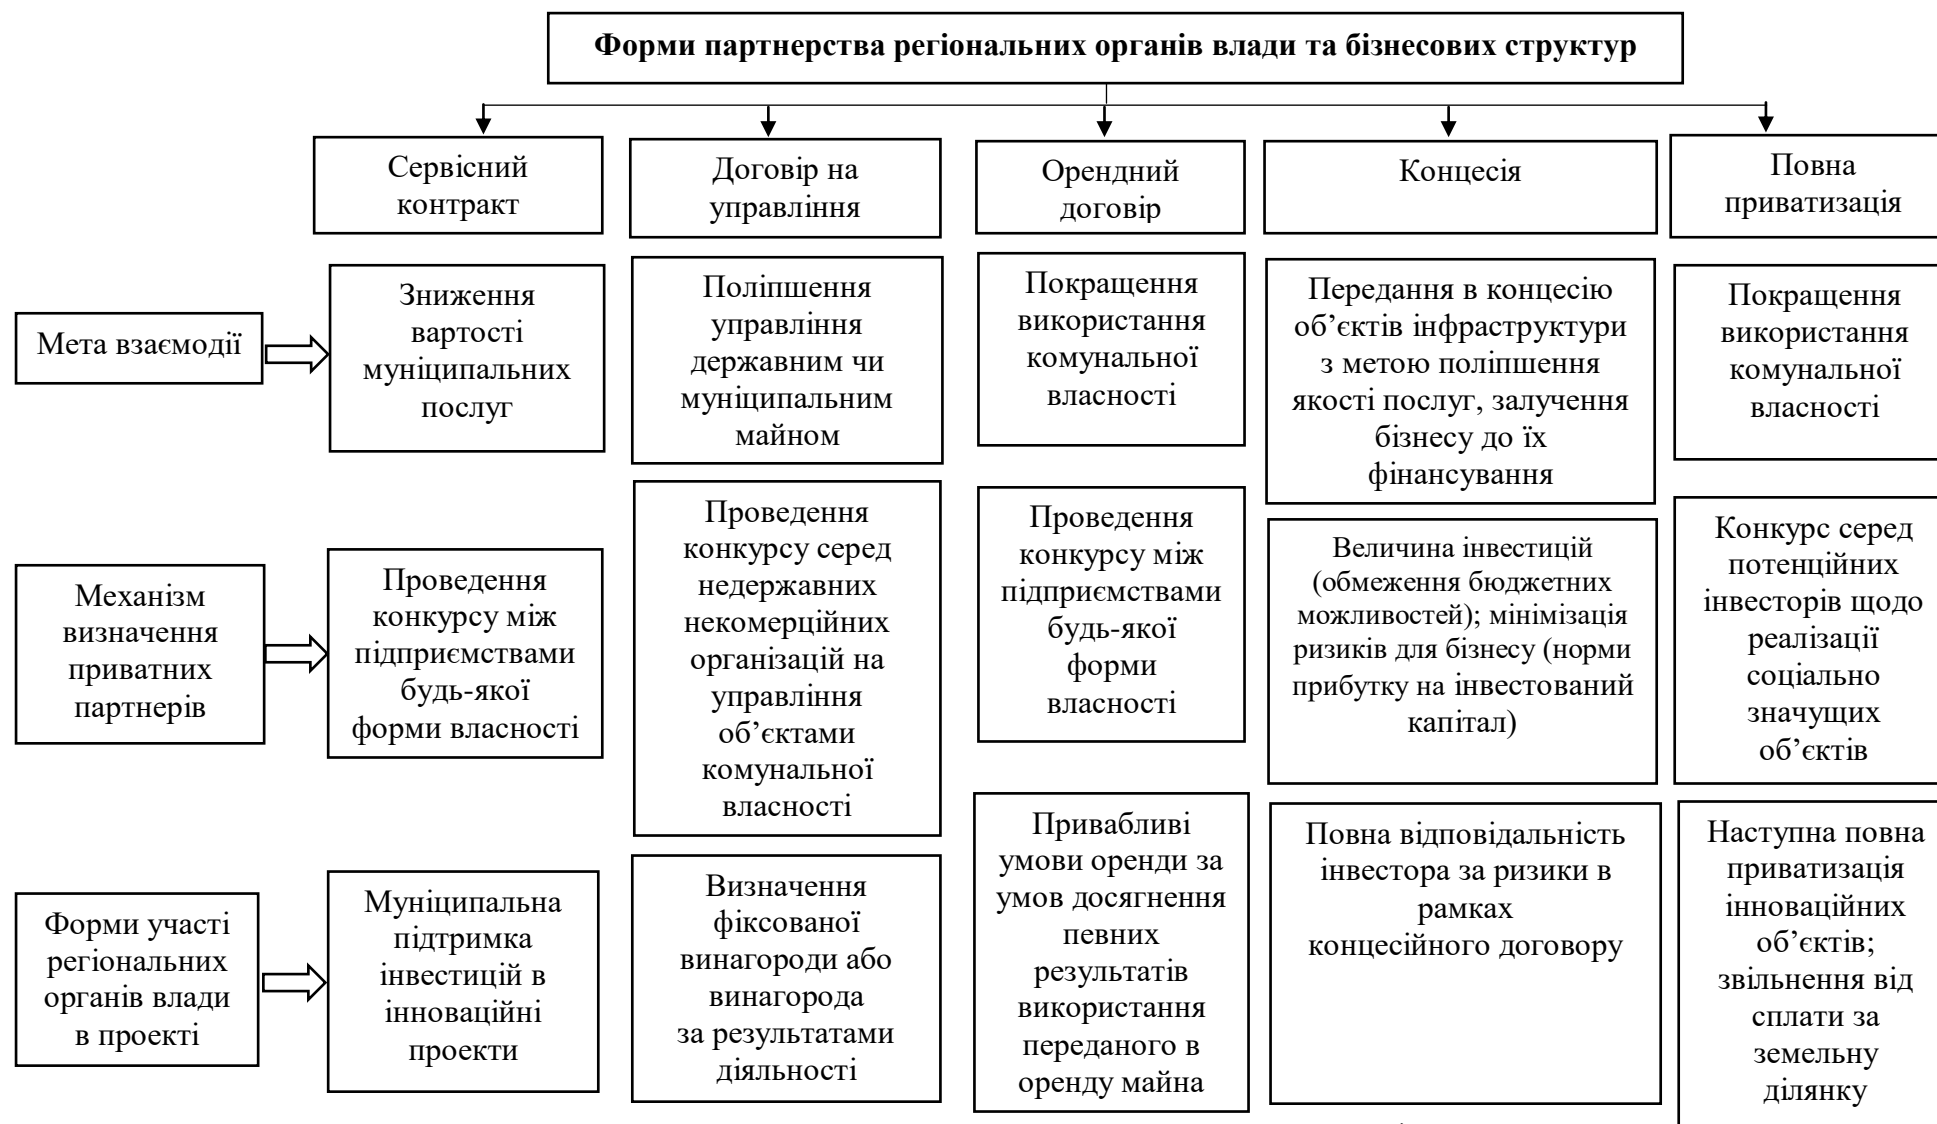 Форми партнерства регіональних органів влади та бізнесових структур
Сервісний
контракт
Договір на
управління
Орендний
договір
Концесія
Повна
приватизація
Мета взаємодії
Зниження
вартості
муніципальних
послуг
Поліпшення
управління
державним чи
муніципальним
майном
Покращення
використання
комунальної
власності
Передання в концесію
об’єктів інфраструктури
з метою поліпшення
якості послуг, залучення
бізнесу до їх
фінансування
Покращення
використання
комунальної
власності
Механізм
визначення
приватних
партнерів
Проведення
конкурсу між
підприємствами
будь-якої
форми власності
Проведення
конкурсу серед
недержавних
некомерційних
організацій на
управління
об’єктами
комунальної
власності
Проведення
конкурсу між
підприємствами
будь-якої
форми
власності
Величина інвестицій
(обмеження бюджетних
можливостей); мінімізація
ризиків для бізнесу (норми
прибутку на інвестований
капітал)
Конкурс серед
потенційних
інвесторів щодо
реалізації
соціально
значущих
об’єктів
Форми участі
регіональних
органів влади
в проекті
Муніципальна
підтримка
інвестицій в
інноваційні
проекти
Визначення
фіксованої
винагороди або
винагорода
за результатами
діяльності
Привабливі
умови оренди за
умов досягнення
певних
результатів
використання
переданого в
оренду майна
Повна відповідальність
інвестора за ризики в
рамках
концесійного договору
Наступна повна
приватизація
інноваційних
об’єктів;
звільнення від
сплати за
земельну
ділянку